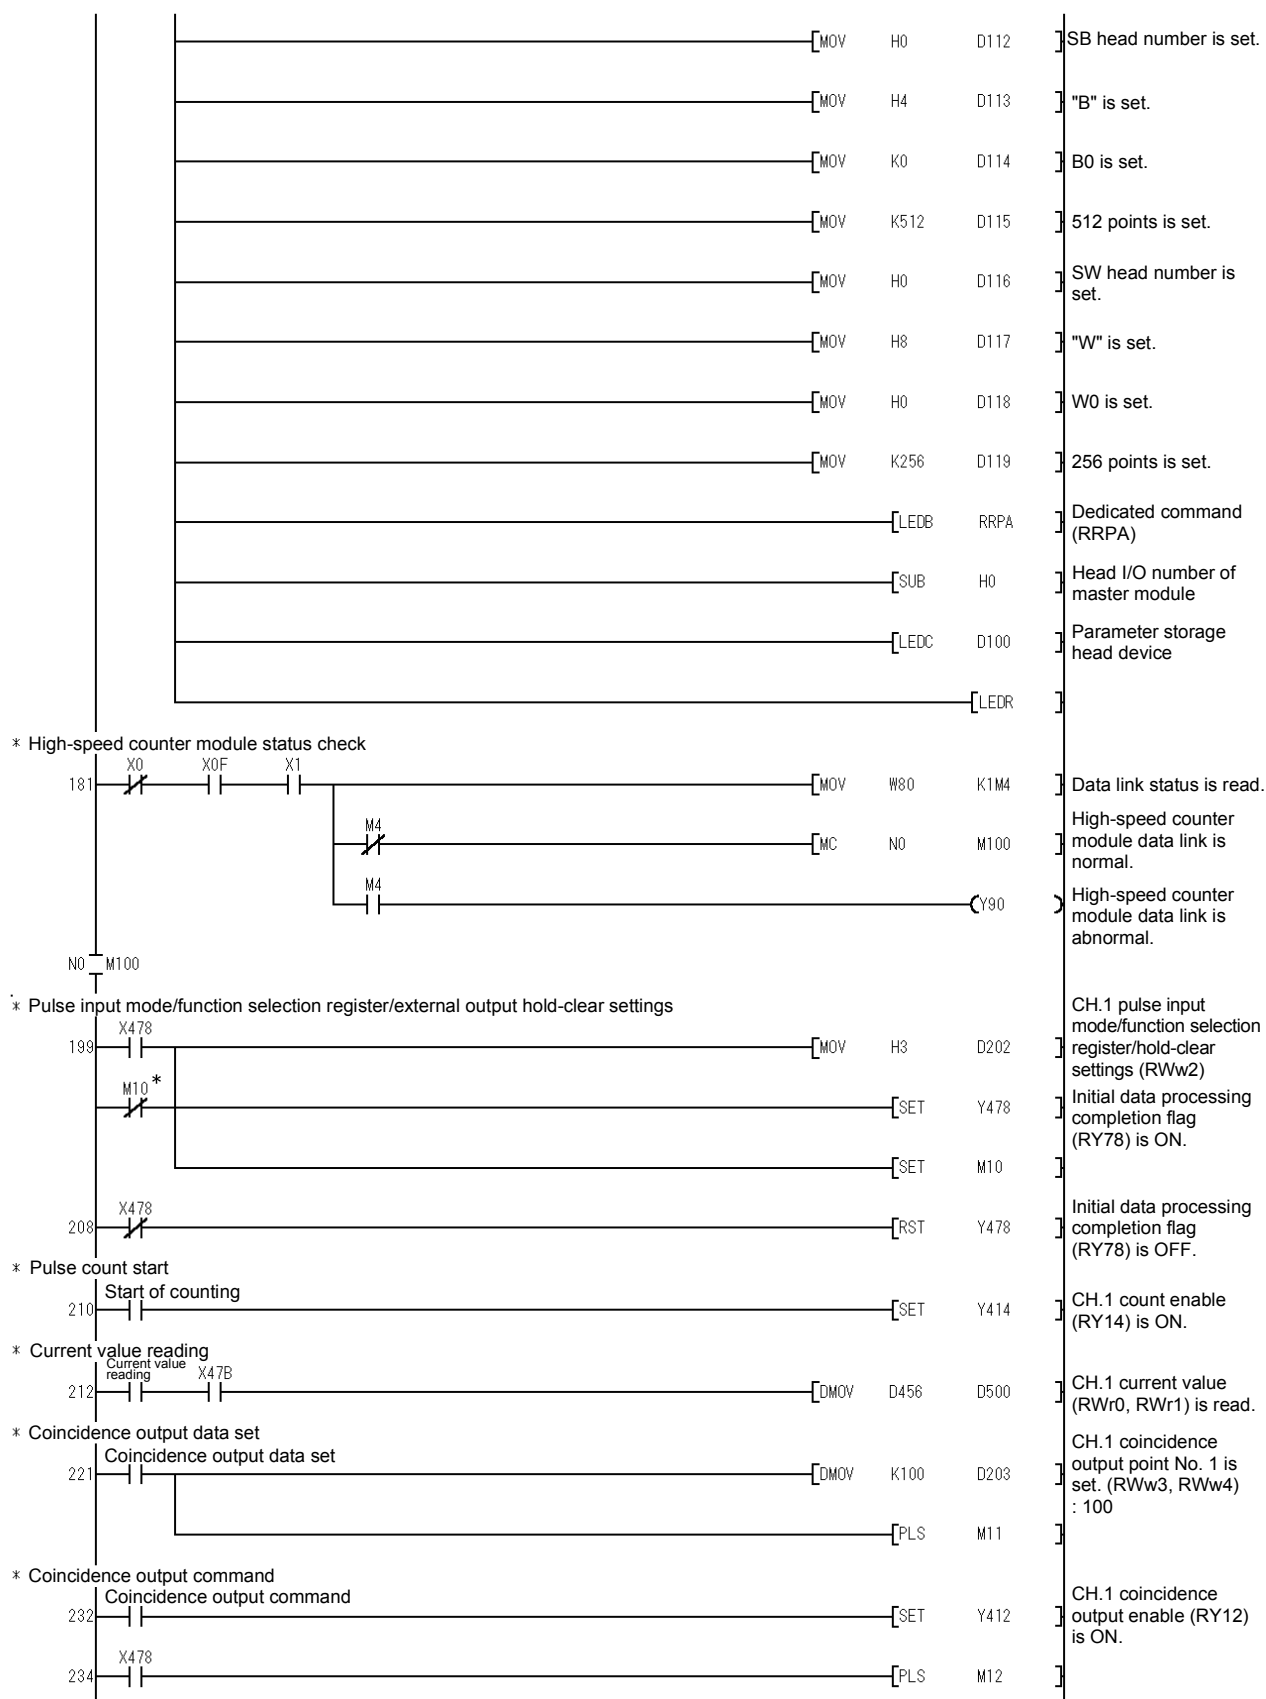 [MOV H0 D112 ] SB head number is set.
[MOV H4 D113 ] "B" is set.
[MOV K0 D114 ] B0 is set.
[MOV K512 D115 ] 512 points is set.
[MOV H0 D116 ] SW head number is
set.
[MOV H8 D117 ] "W" is set.
[MOV H0 D118 ] W0 is set.
[MOV K256 D119 ] 256 points is set.
[LEDB RRPA ] Dedicated command
(RRPA)
[SUB H0 ] Head I/O number of
master module
[LEDC D100 ] Parameter storage
head device
[LEDR ]
* High-speed counter module status check
X0 X0F X1
181 [MOV W80 K1M4 ] Data link status is read.
M4
[MC N0 M100 ] High-speed counter
module data link is
normal.
M4
(Y90 ) High-speed counter
module data link is
abnormal.
N0 M100
* Pulse input mode/function selection register/external output hold-clear settings
X478
199 [MOV H3 D202 ] CH.1 pulse input
mode/function selection
register/hold-clear
settings (RWw2)
M10 *
[SET Y478 ] Initial data processing
completion flag
(RY78) is ON.
[SET M10 ]
X478
208 [RST Y478 ] Initial data processing
completion flag
(RY78) is OFF.
* Pulse count start
Start of counting
210 [SET Y414 ] CH.1 count enable
(RY14) is ON.
* Current value reading
Current value
reading X47B
212 [DMOV D456 D500 ] CH.1 current value
(RWr0, RWr1) is read.
* Coincidence output data set
Coincidence output data set
221 [DMOV K100 D203 ] CH.1 coincidence
output point No. 1 is
set. (RWw3, RWw4)
: 100
[PLS M11 ]
* Coincidence output command
Coincidence output command
232 [SET Y412 ] CH.1 coincidence
output enable (RY12)
is ON.
X478
234 [PLS M12 ]